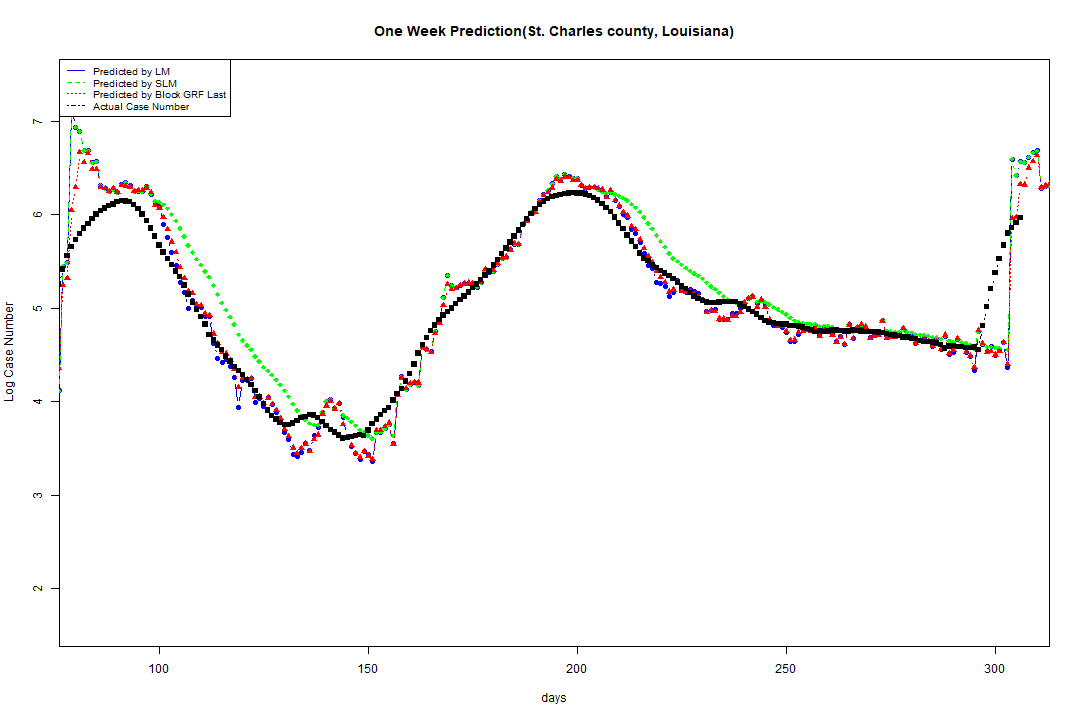 One Week Prediction(St. Charles county, Louisiana)
Predicted by LM
Predicted by SLM
Predicted by Block GRF Last
Actual Case Number
7
6
5
4
3
2
Log Case Number
100 150 200 250 300
days